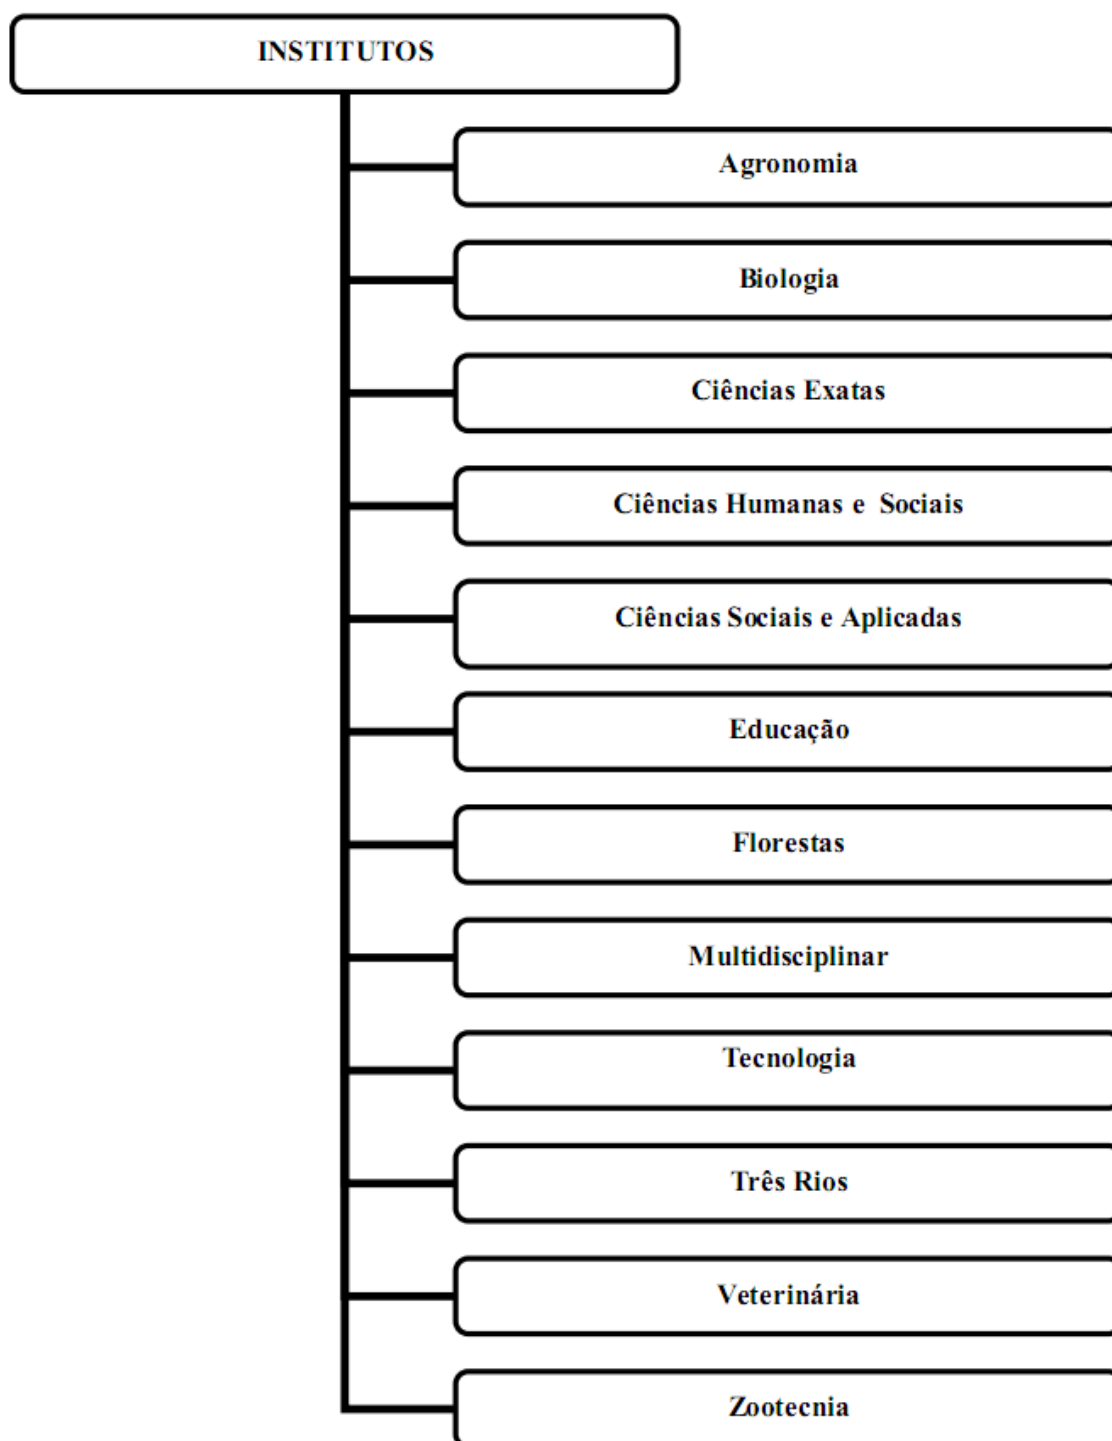 INSTITUTOS
Agronomia
Biologia
Ciências Exatas
Ciências Humanas e Sociais
Ciências Sociais e Aplicadas
Educação
Florestas
Multidisciplinar
Tecnologia
Três Rios
Veterinária
Zootecnia